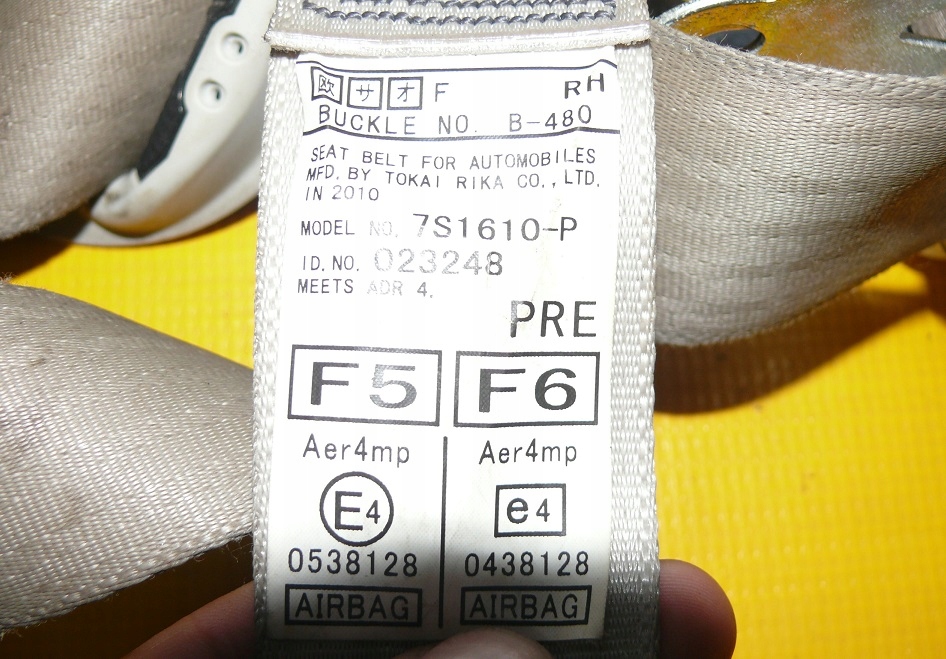 欧 サ オ F RH
BUCKLE NO. B-480
SEAT BELT FOR AUTOMOBILES
MFD. BY TOKAI RIKA CO., LTD.
IN 2010
MODEL NO. 7S1610-P
ID. NO. 023248
MEETS ADR 4.
PRE
F5 F6
Aer4mp Aer4mp
E4 e4
0538128 0438128
AIRBAG AIRBAG